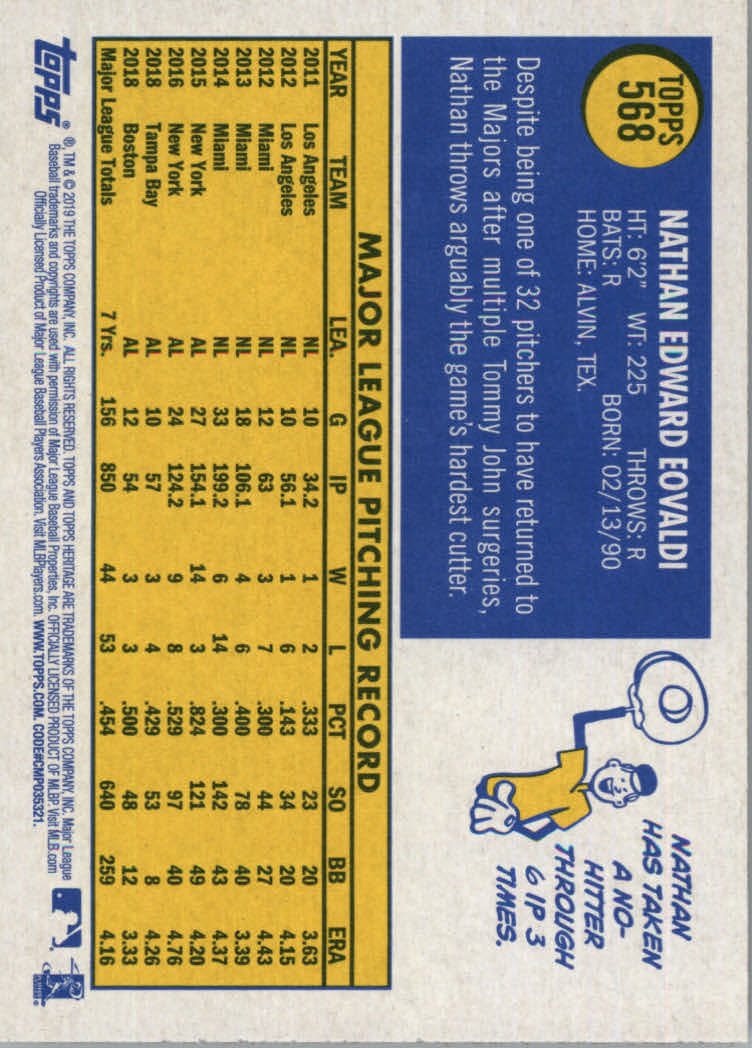 TOPPS
568
NATHAN EDWARD EOVALDI
HT: 6'2" WT: 225 THROWS: R
BATS: R BORN: 02/13/90
HOME: ALVIN, TEX.
Despite being one of 32 pitchers to have returned to
the Majors after multiple Tommy John surgeries,
Nathan throws arguably the game's hardest cutter.
NATHAN
HAS TAKEN
A NO-
HITTER
THROUGH
6 IP 3
TIMES.
MAJOR LEAGUE PITCHING RECORD
YEAR TEAM LEA. G IP W L PCT SO BB ERA
2011 Los Angeles NL 10 34.2 1 2 .333 23 20 3.63
2012 Los Angeles NL 10 56.1 1 6 .143 34 20 4.15
2012 Miami NL 12 63 3 7 .300 44 27 4.43
2013 Miami NL 18 106.1 4 6 .400 78 40 3.39
2014 Miami NL 33 199.2 6 14 .300 142 43 4.37
2015 New York AL 27 154.1 14 3 .824 121 49 4.20
2016 New York AL 24 124.2 9 8 .529 97 40 4.76
2018 Tampa Bay AL 10 57 3 4 .429 53 8 4.26
2018 Boston AL 12 54 3 3 .500 48 12 3.33
Major League Totals 7 Yrs. 156 850 44 53 .454 640 259 4.16
topps®
®, TM & © 2019 THE TOPPS COMPANY, INC. ALL RIGHTS RESERVED. TOPPS AND TOPPS HERITAGE ARE TRADEMARKS OF THE TOPPS COMPANY, INC. Major League
Baseball trademarks and copyrights are used with permission of Major League Baseball Properties, Inc. OFFICIALLY LICENSED PRODUCT OF MLBP. Visit MLB.com
Officially Licensed Product of Major League Baseball Players Association. Visit MLBPlayers.com. WWW.TOPPS.COM. CODE#CMP035321.